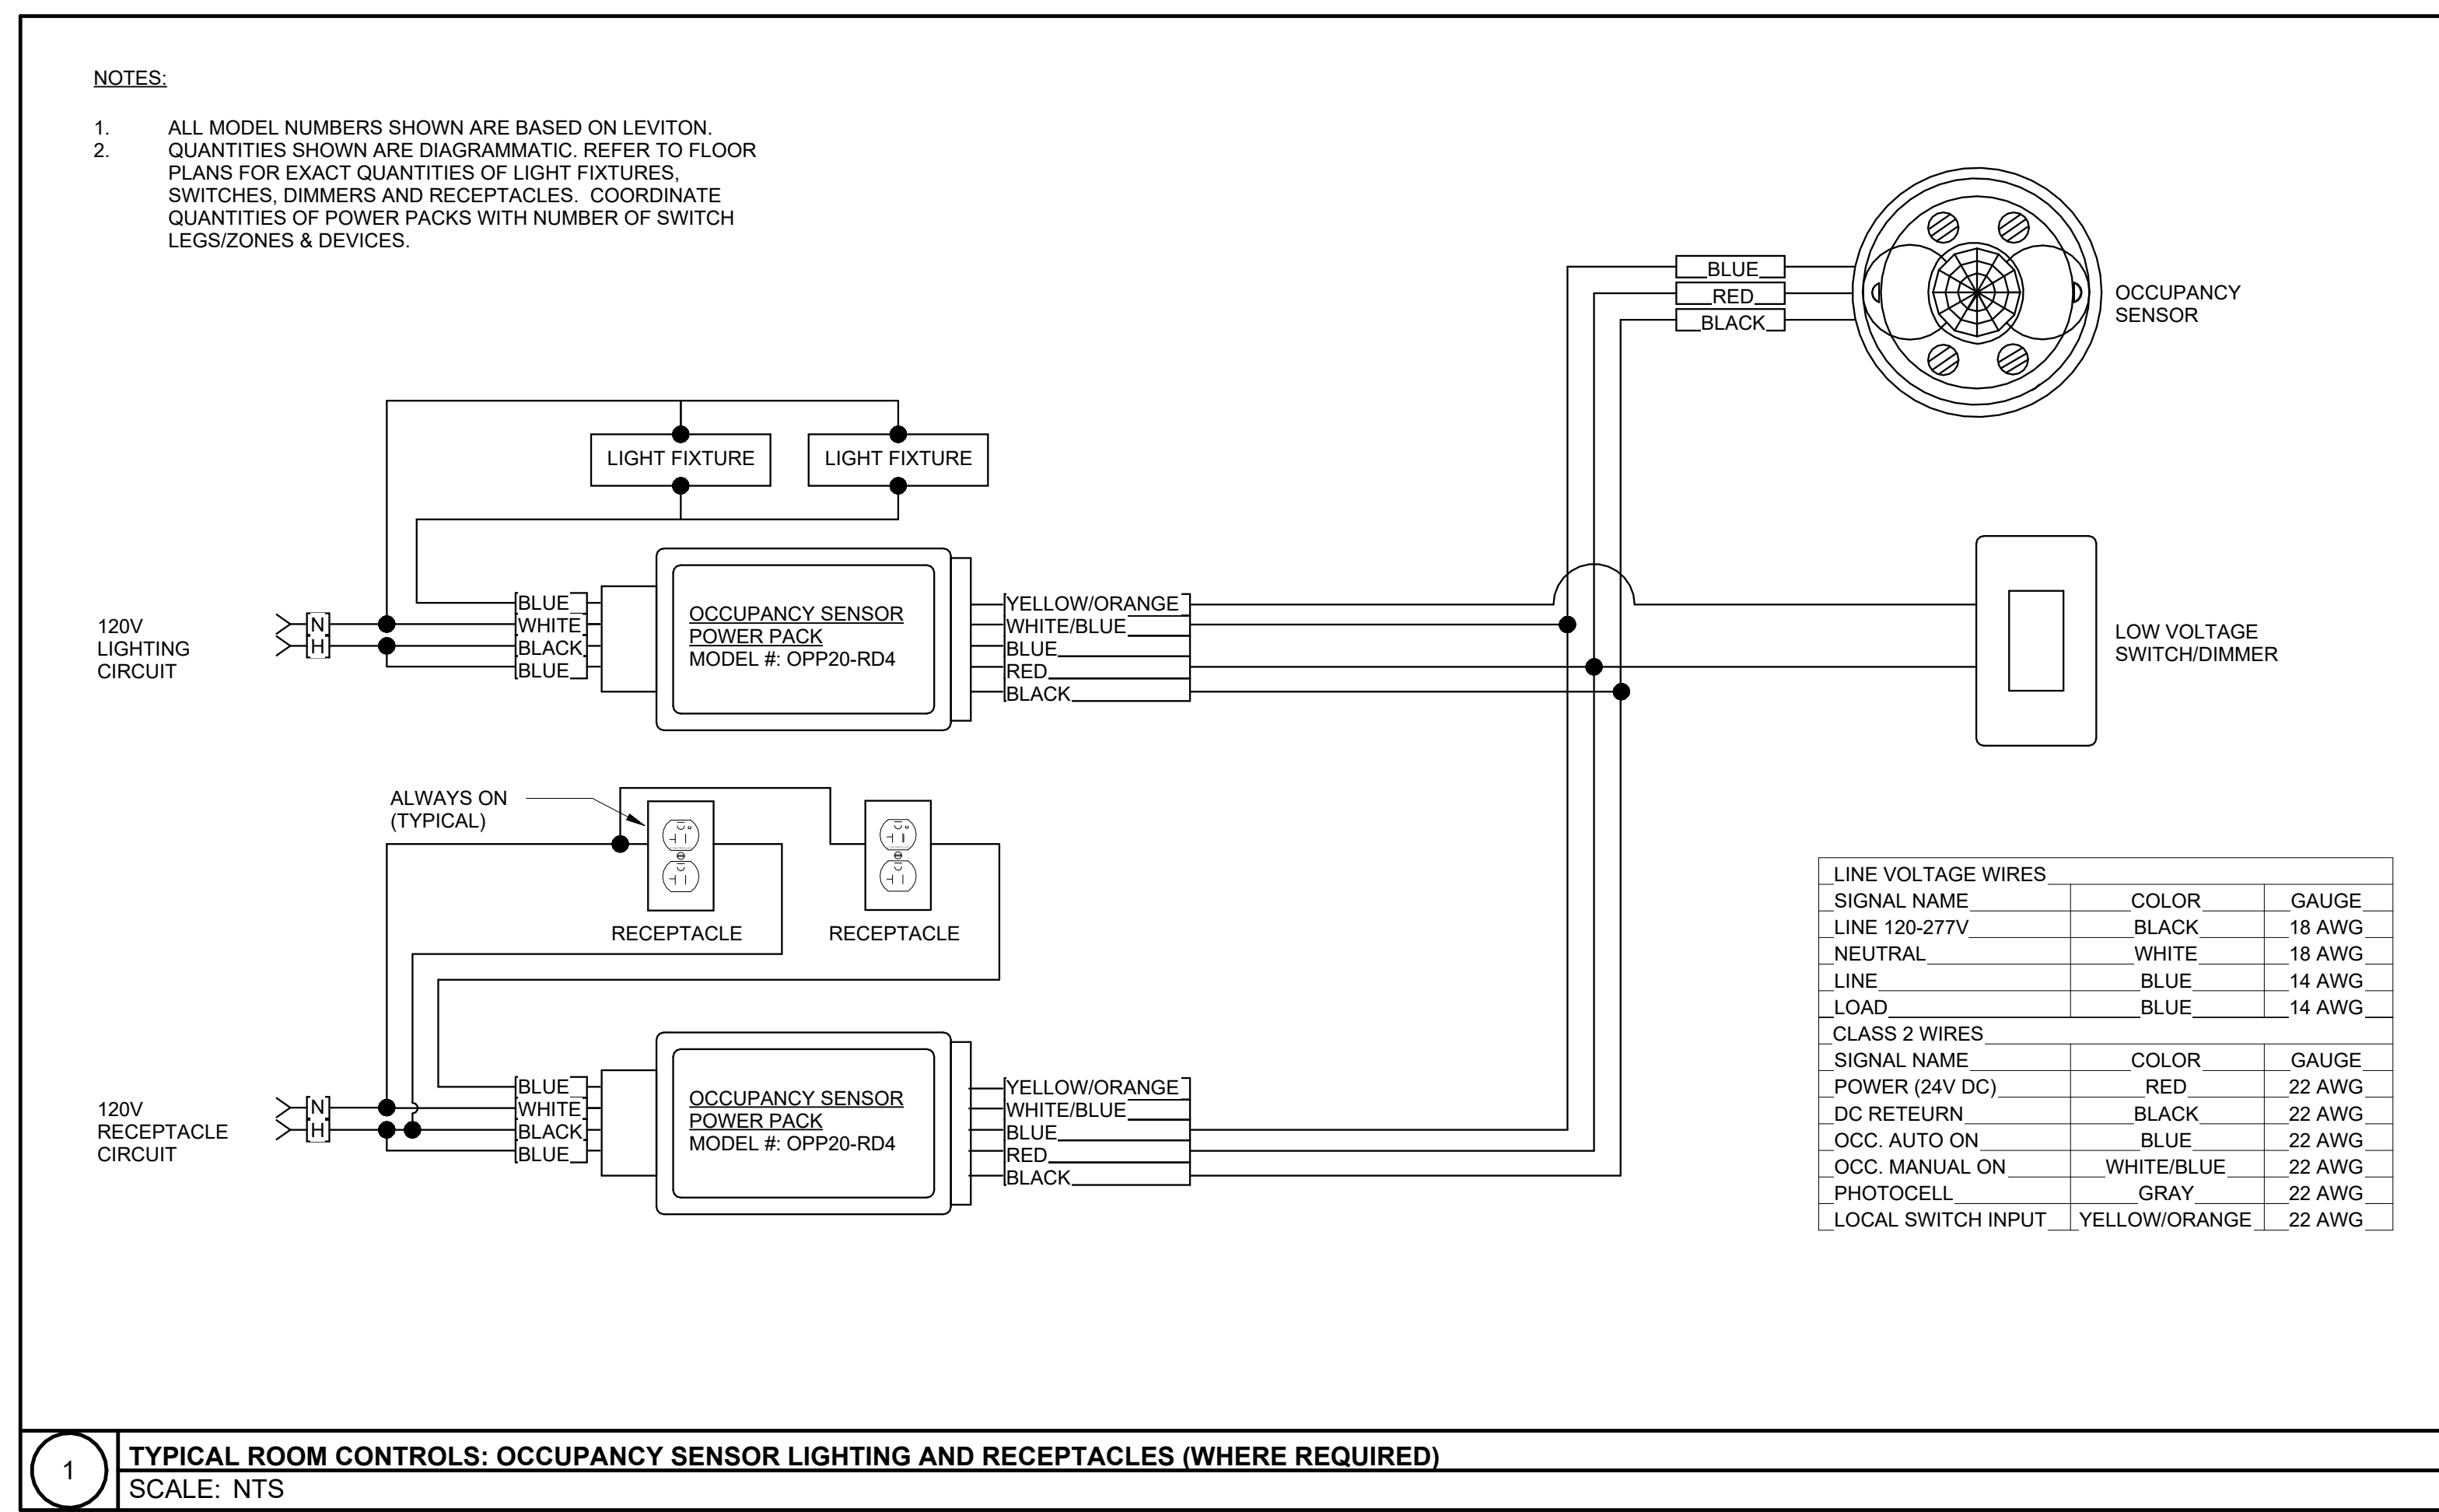 NOTES:
1. ALL MODEL NUMBERS SHOWN ARE BASED ON LEVITON.
2. QUANTITIES SHOWN ARE DIAGRAMMATIC. REFER TO FLOOR
PLANS FOR EXACT QUANTITIES OF LIGHT FIXTURES,
SWITCHES, DIMMERS AND RECEPTACLES. COORDINATE
QUANTITIES OF POWER PACKS WITH NUMBER OF SWITCH
LEGS/ZONES & DEVICES.
BLUE
RED
BLACK
OCCUPANCY
SENSOR
LIGHT FIXTURE
LIGHT FIXTURE
120V
LIGHTING
CIRCUIT
N
H
BLUE
WHITE
BLACK
BLUE
OCCUPANCY SENSOR
POWER PACK
MODEL #: OPP20-RD4
YELLOW/ORANGE
WHITE/BLUE
BLUE
RED
BLACK
LOW VOLTAGE
SWITCH/DIMMER
ALWAYS ON
(TYPICAL)
RECEPTACLE
RECEPTACLE
120V
RECEPTACLE
CIRCUIT
N
H
BLUE
WHITE
BLACK
BLUE
OCCUPANCY SENSOR
POWER PACK
MODEL #: OPP20-RD4
YELLOW/ORANGE
WHITE/BLUE
BLUE
RED
BLACK
LINE VOLTAGE WIRES
SIGNAL NAME COLOR GAUGE
LINE 120-277V BLACK 18 AWG
NEUTRAL WHITE 18 AWG
LINE BLUE 14 AWG
LOAD BLUE 14 AWG
CLASS 2 WIRES
SIGNAL NAME COLOR GAUGE
POWER (24V DC) RED 22 AWG
DC RETEURN BLACK 22 AWG
OCC. AUTO ON BLUE 22 AWG
OCC. MANUAL ON WHITE/BLUE 22 AWG
PHOTOCELL GRAY 22 AWG
LOCAL SWITCH INPUT YELLOW/ORANGE 22 AWG
1
TYPICAL ROOM CONTROLS: OCCUPANCY SENSOR LIGHTING AND RECEPTACLES (WHERE REQUIRED)
SCALE: NTS